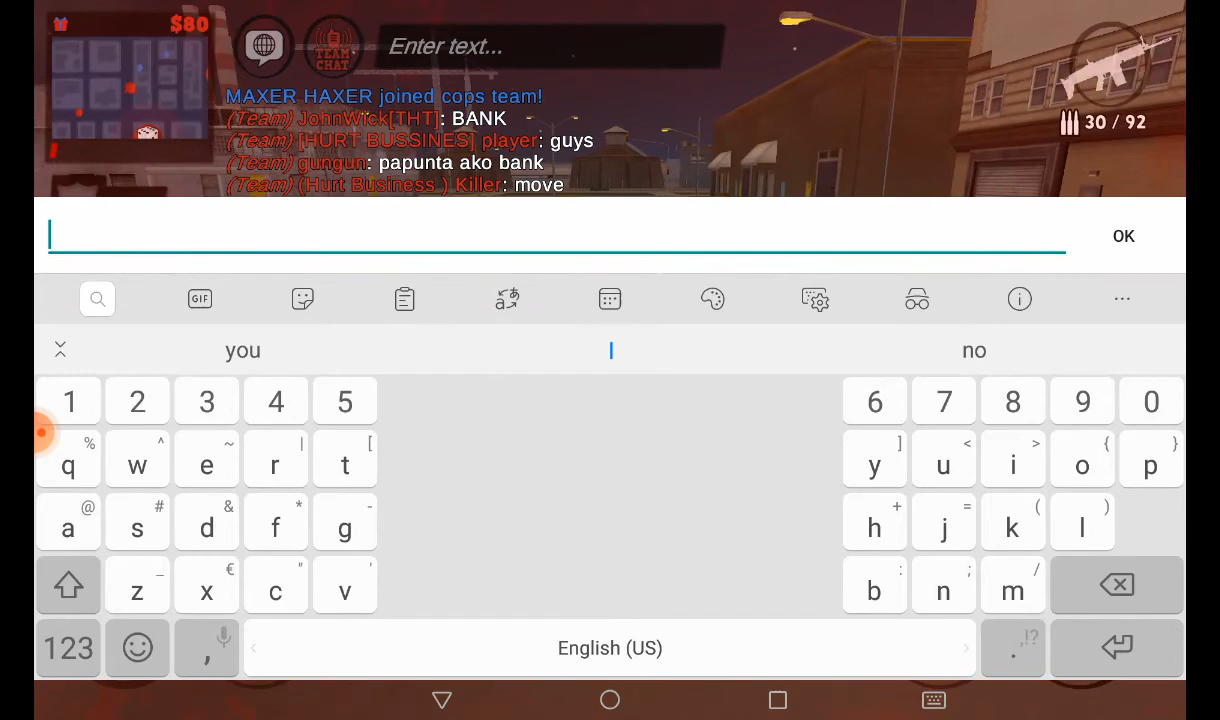 $80
TEAM CHAT
Enter text...
MAXER HAXER joined cops team!
(Team) JohnWick[THT]: BANK
(Team) [HURT BUSSINES] player: guys
(Team) gungun: papunta ako bank
(Team) (Hurt Business ) Killer: move
30 / 92
OK
GIF
you
I
no
1 2 3 4 5 6 7 8 9 0
% ^ ~ | [ ] < > { }
q w e r t y u i o p
@ # & * - + = ( )
a s d f g h j k l
_ € " ' : ; /
z x c v b n m
123 , English (US) . ,!?